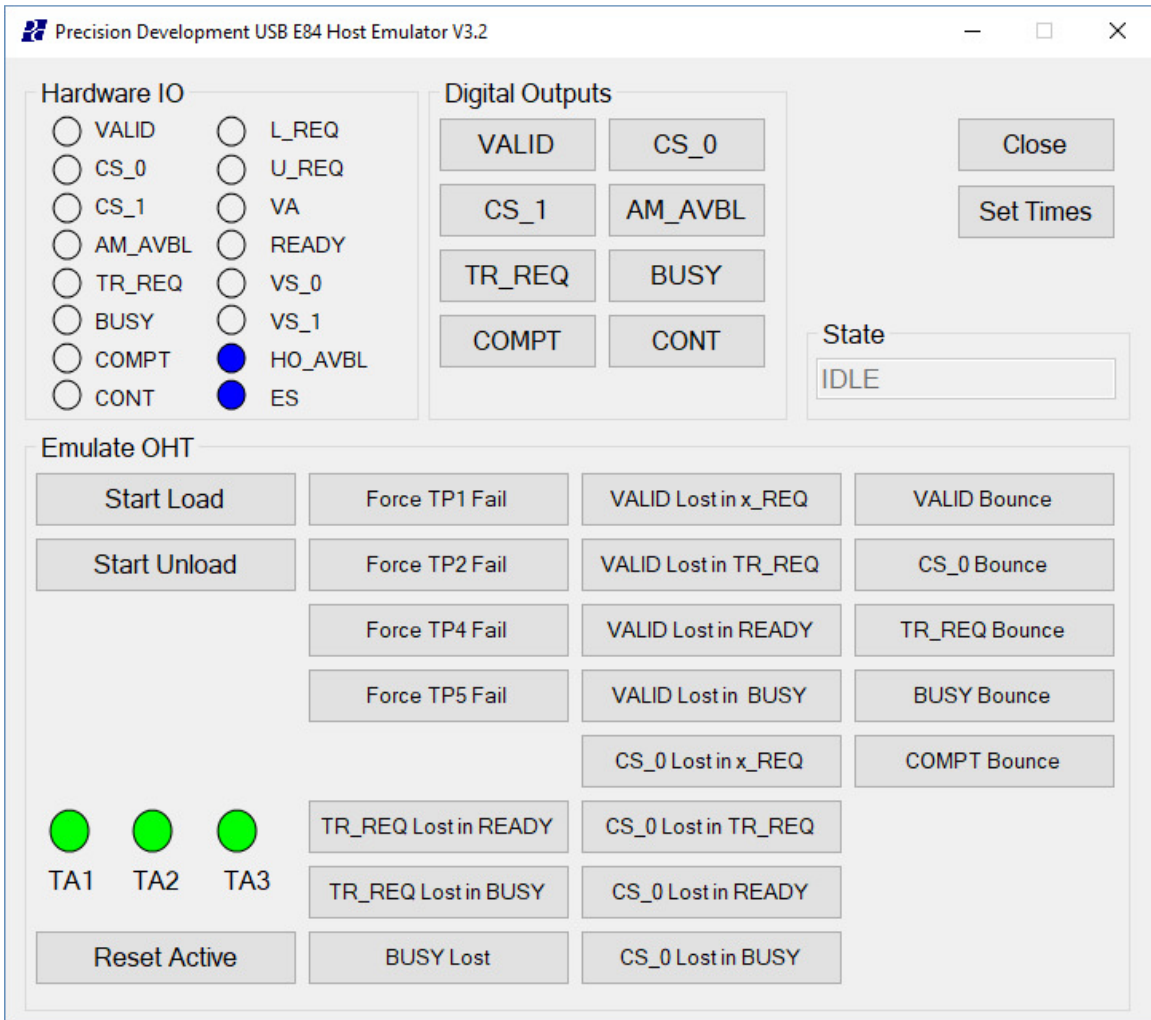 Precision Development USB E84 Host Emulator V3.2
Hardware IO
VALID L_REQ
CS_0 U_REQ
CS_1 VA
AM_AVBL READY
TR_REQ VS_0
BUSY VS_1
COMPT HO_AVBL
CONT ES
Digital Outputs
VALID CS_0
CS_1 AM_AVBL
TR_REQ BUSY
COMPT CONT
Close
Set Times
State
IDLE
Emulate OHT
Start Load Force TP1 Fail VALID Lost in x_REQ VALID Bounce
Start Unload Force TP2 Fail VALID Lost in TR_REQ CS_0 Bounce
Force TP4 Fail VALID Lost in READY TR_REQ Bounce
Force TP5 Fail VALID Lost in BUSY BUSY Bounce
CS_0 Lost in x_REQ COMPT Bounce
TR_REQ Lost in READY CS_0 Lost in TR_REQ
TA1 TA2 TA3 TR_REQ Lost in BUSY CS_0 Lost in READY
Reset Active BUSY Lost CS_0 Lost in BUSY